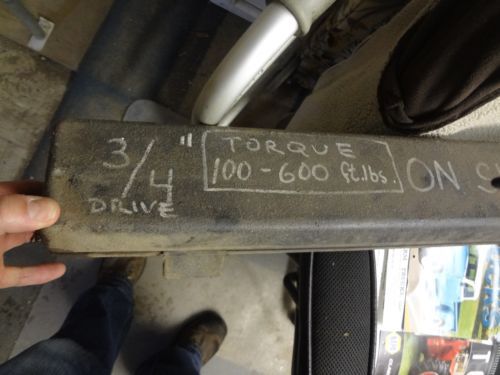 3/4"
DRIVE
TORQUE
100-600 ft.lbs.
ON S